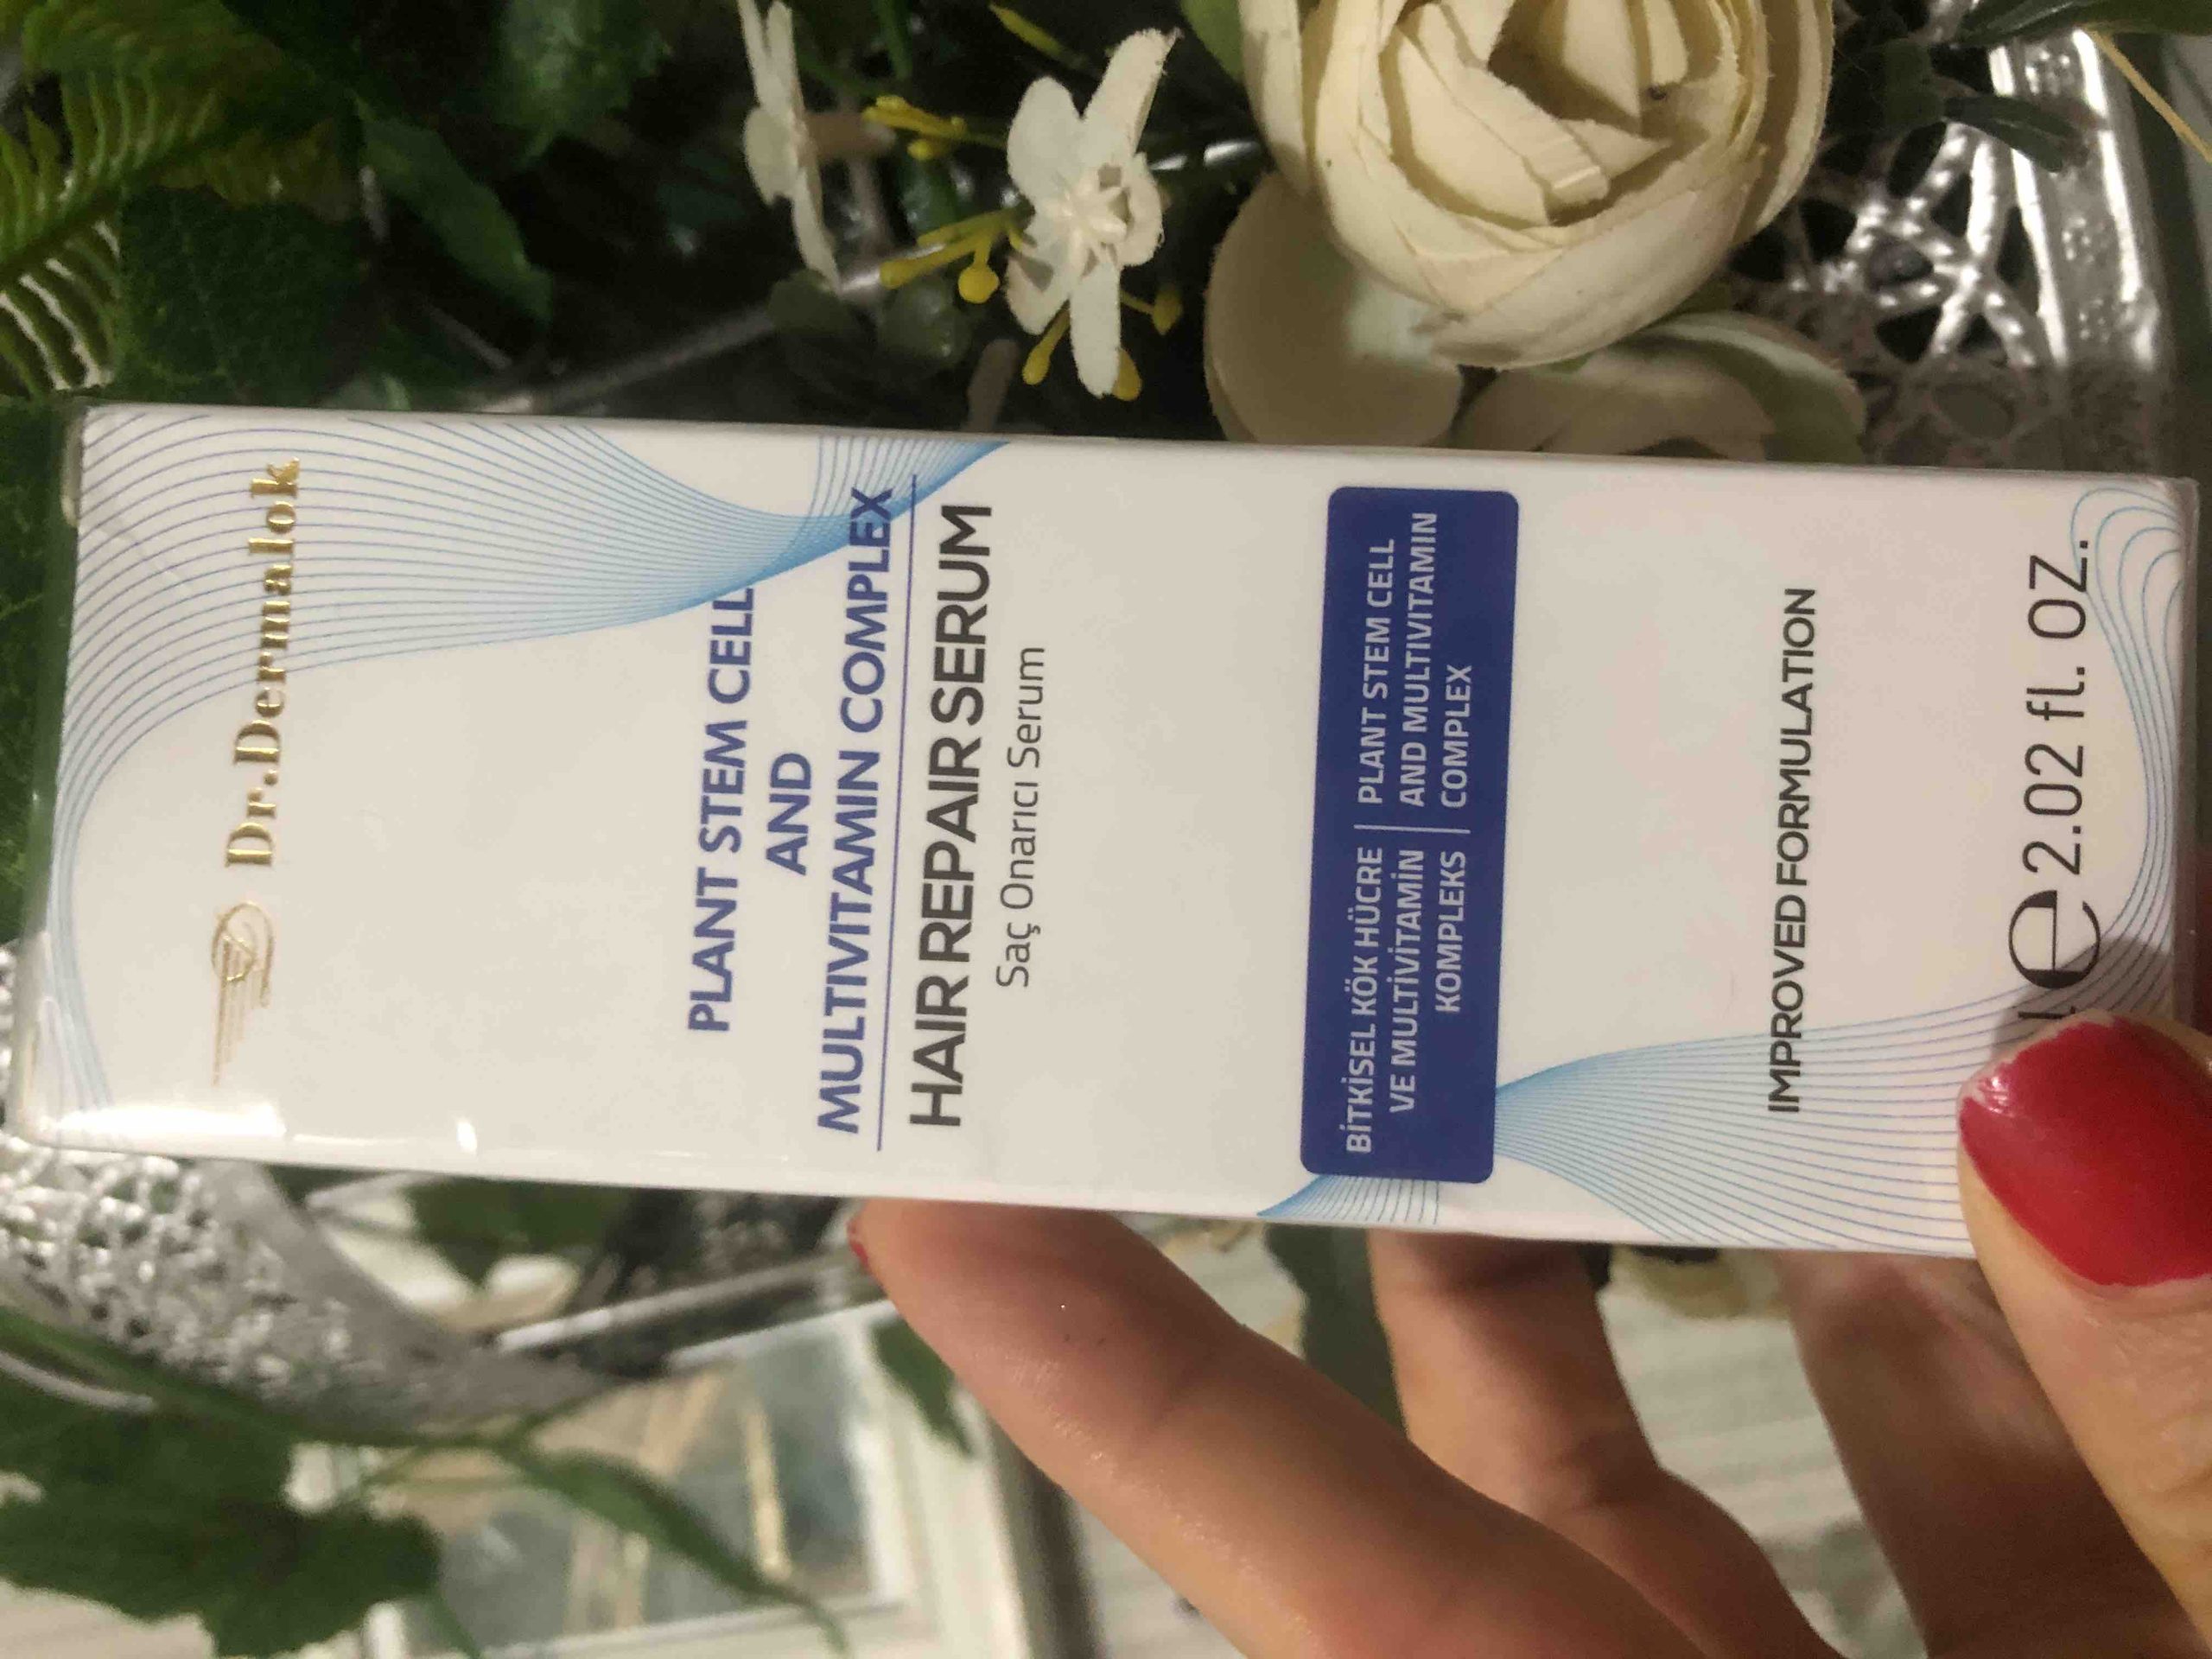 Dr.Dermalok
PLANT STEM CELL
AND
MULTIVITAMIN COMPLEX
HAIR REPAIR SERUM
Saç Onarıcı Serum
BİTKİSEL KÖK HÜCRE | PLANT STEM CELL
VE MULTİVİTAMİN | AND MULTIVITAMIN
KOMPLEKS | COMPLEX
IMPROVED FORMULATION
℮ 2.02 fl. OZ.